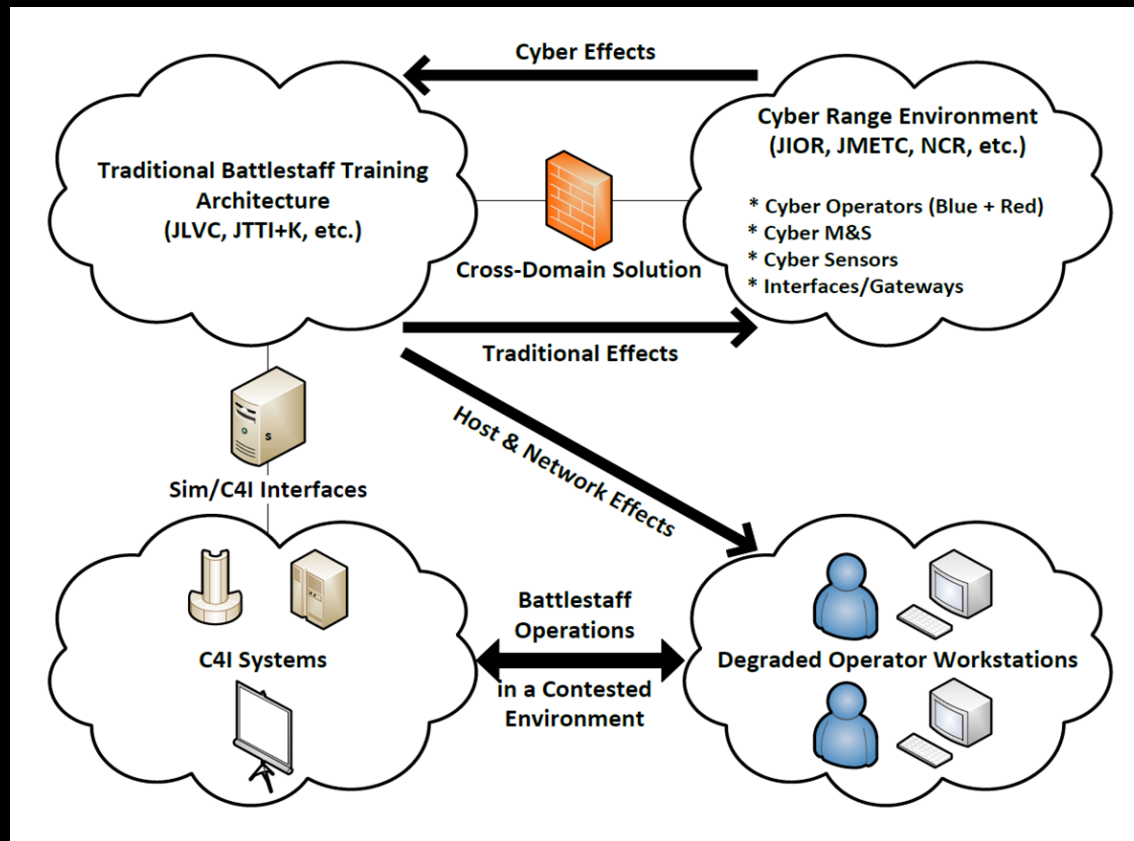 Cyber Effects
Traditional Battlestaff Training
Architecture
(JLVC, JTTI+K, etc.)
Cyber Range Environment
(JIOR, JMETC, NCR, etc.)
* Cyber Operators (Blue + Red)
* Cyber M&S
* Cyber Sensors
* Interfaces/Gateways
Cross-Domain Solution
Traditional Effects
Host & Network Effects
S
Sim/C4I Interfaces
C4I Systems
Battlestaff
Operations
in a Contested
Environment
Degraded Operator Workstations